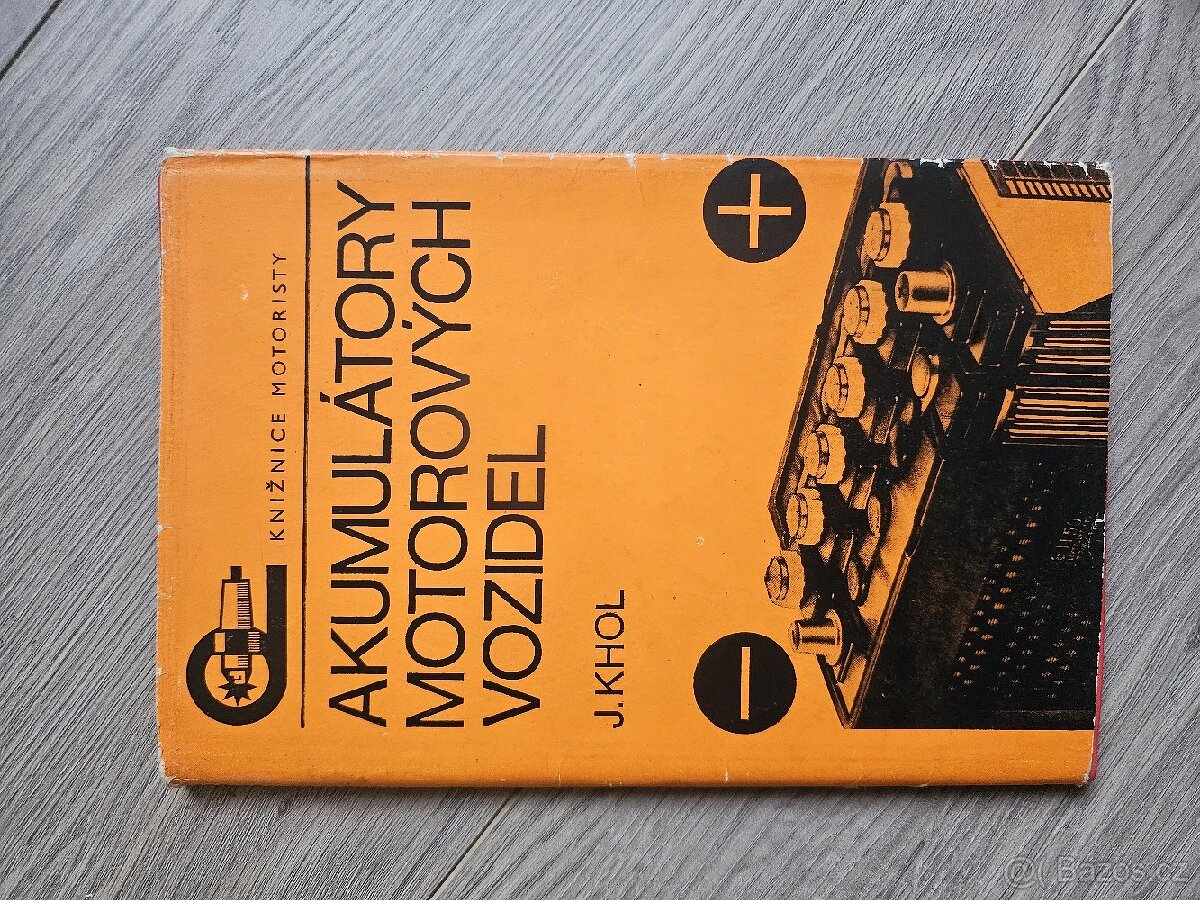 KNIŽNICE MOTORISTY
AKUMULÁTORY
MOTOROVÝCH
VOZIDEL
J. KHOL
+
−
Bazos.cz